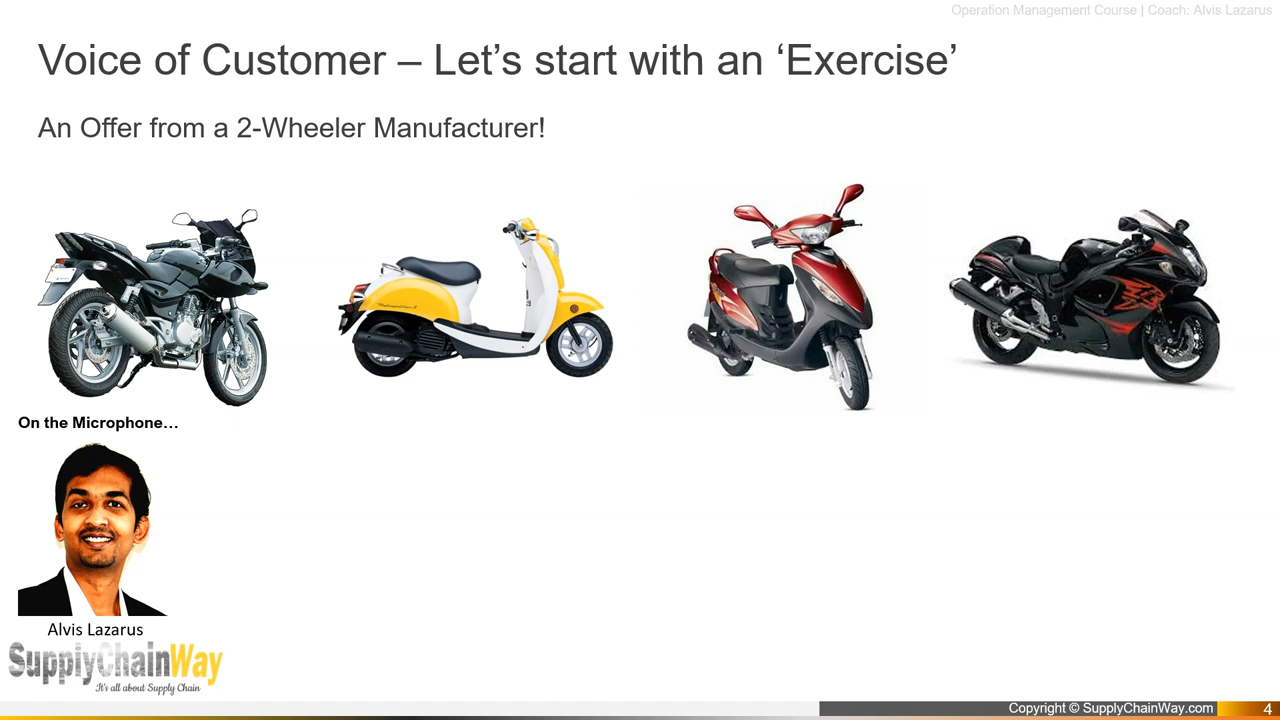 Operation Management Course | Coach: Alvis Lazarus
Voice of Customer – Let’s start with an ‘Exercise’
An Offer from a 2-Wheeler Manufacturer!
On the Microphone…
Alvis Lazarus
SupplyChainWay
It's all about Supply Chain
Copyright © SupplyChainWay.com
4